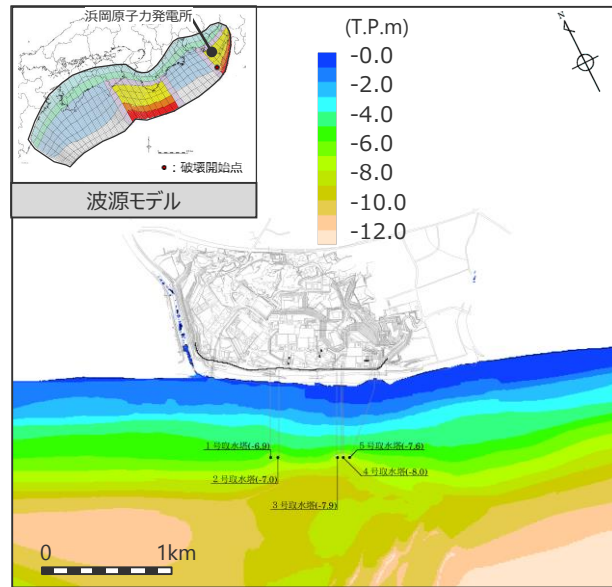 浜岡原子力発電所
●：破壊開始点
波源モデル
(T.P.m)
-0.0
-2.0
-4.0
-6.0
-8.0
-10.0
-12.0
N
1号取水塔(-6.9)
2号取水塔(-7.0)
3号取水塔(-7.9)
4号取水塔(-8.0)
5号取水塔(-7.6)
0 1km